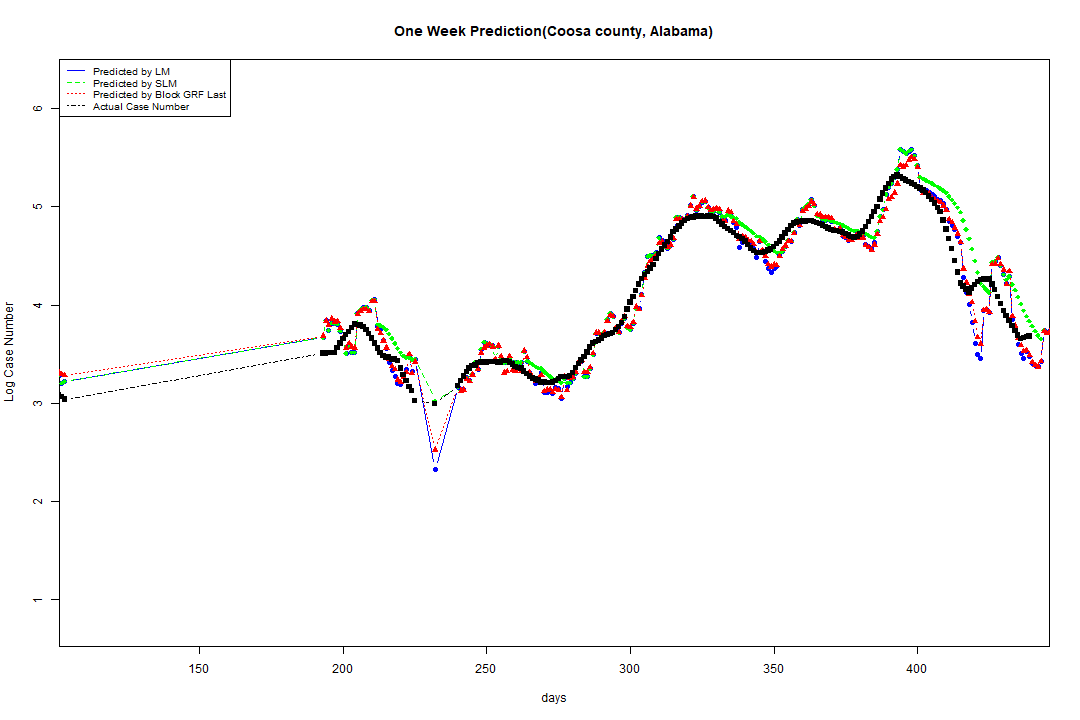 One Week Prediction(Coosa county, Alabama)
Predicted by LM
Predicted by SLM
Predicted by Block GRF Last
Actual Case Number
6
5
4
3
2
1
Log Case Number
150 200 250 300 350 400
days